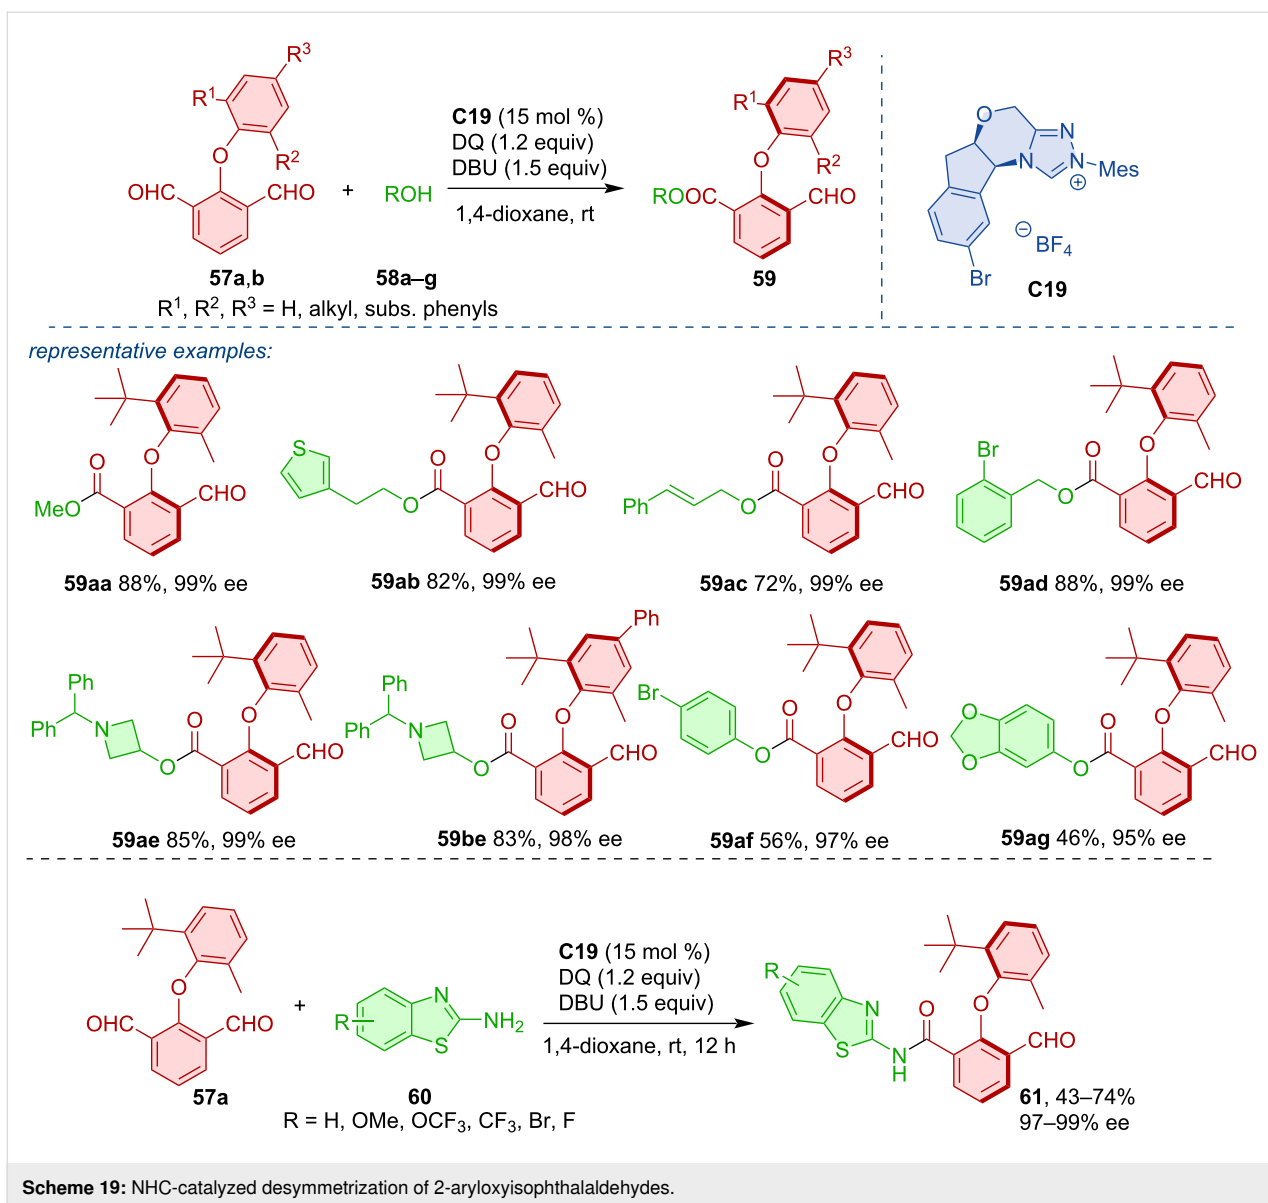 R³
R¹
O
R²
OHC
CHO
57a,b
R¹, R², R³ = H, alkyl, subs. phenyls
+
ROH
58a–g
C19 (15 mol %)
DQ (1.2 equiv)
DBU (1.5 equiv)
1,4-dioxane, rt
R³
R¹
O
R²
ROOC
CHO
59
O
N
N
N
Mes
⊕
⊖
BF₄
Br
C19
representative examples:
O
O
MeO
CHO
59aa 88%, 99% ee
S
O
O
O
CHO
59ab 82%, 99% ee
O
O
Ph
O
CHO
59ac 72%, 99% ee
Br
O
O
O
CHO
59ad 88%, 99% ee
Ph
Ph
N
O
O
O
CHO
59ae 85%, 99% ee
Ph
Ph
Ph
N
O
O
O
CHO
59be 83%, 98% ee
Br
O
O
O
CHO
59af 56%, 97% ee
O
O
O
O
O
CHO
59ag 46%, 95% ee
O
OHC
CHO
57a
+
R
N
S
NH₂
60
R = H, OMe, OCF₃, CF₃, Br, F
C19 (15 mol %)
DQ (1.2 equiv)
DBU (1.5 equiv)
1,4-dioxane, rt, 12 h
R
N
S
N
H
O
O
CHO
61, 43–74%
97–99% ee
Scheme 19: NHC-catalyzed desymmetrization of 2-aryloxyisophthalaldehydes.